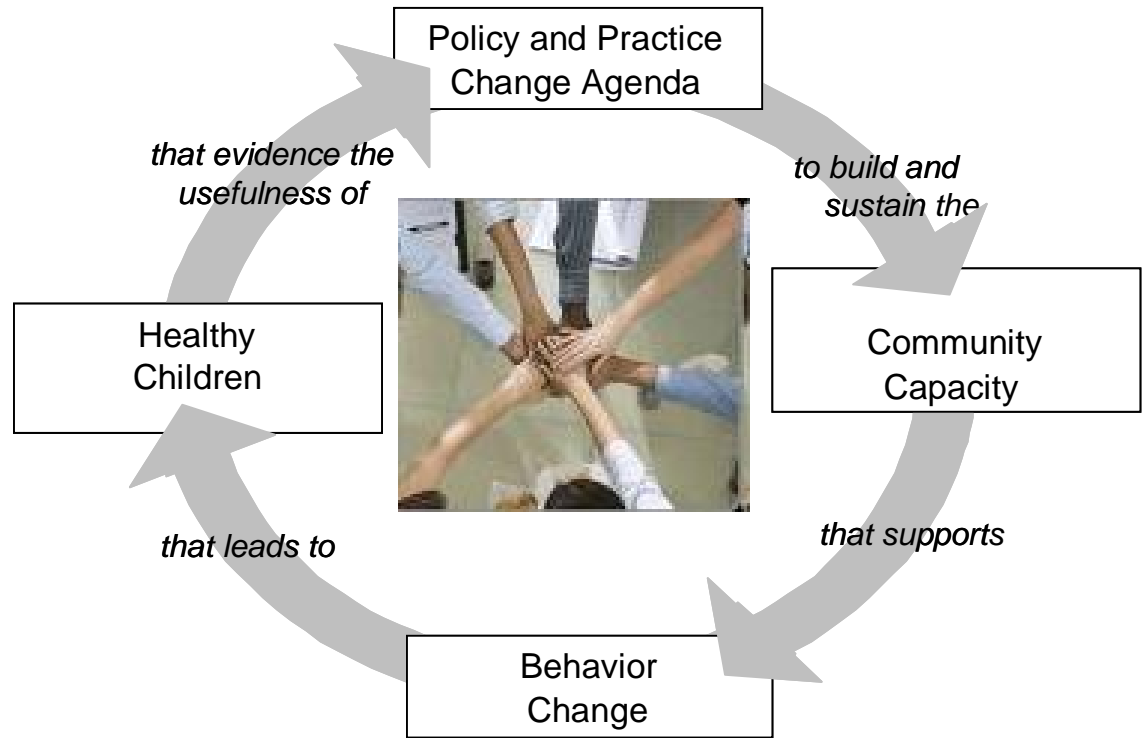 Policy and Practice
Change Agenda
to build and
sustain the
Community
Capacity
that supports
Behavior
Change
that leads to
Healthy
Children
that evidence the
usefulness of